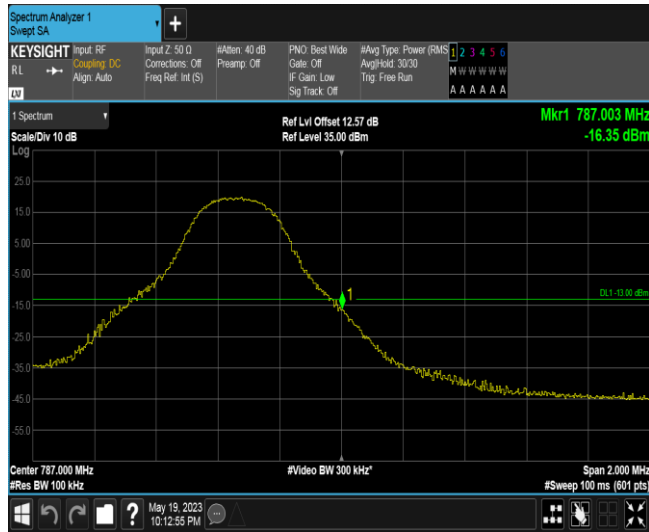 Spectrum Analyzer 1
Swept SA
+
KEYSIGHT
RL
Input: RF
Coupling: DC
Align: Auto
Input Z: 50 Ω
Corrections: Off
Freq Ref: Int (S)
#Atten: 40 dB
Preamp: Off
PNO: Best Wide
Gate: Off
IF Gain: Low
Sig Track: Off
#Avg Type: Power (RMS
Avg|Hold: 30/30
Trig: Free Run
1 2 3 4 5 6
M W W W W W
A A A A A A
LXI
1 Spectrum
Scale/Div 10 dB
Ref Lvl Offset 12.57 dB
Ref Level 35.00 dBm
Mkr1 787.003 MHz
-16.35 dBm
Log
25.0
15.0
5.00
-5.00
-15.0
-25.0
-35.0
-45.0
-55.0
1
DL1 -13.00 dBm
Center 787.000 MHz
#Res BW 100 kHz
#Video BW 300 kHz*
Span 2.000 MHz
#Sweep 100 ms (601 pts)
?
May 19, 2023
10:12:55 PM